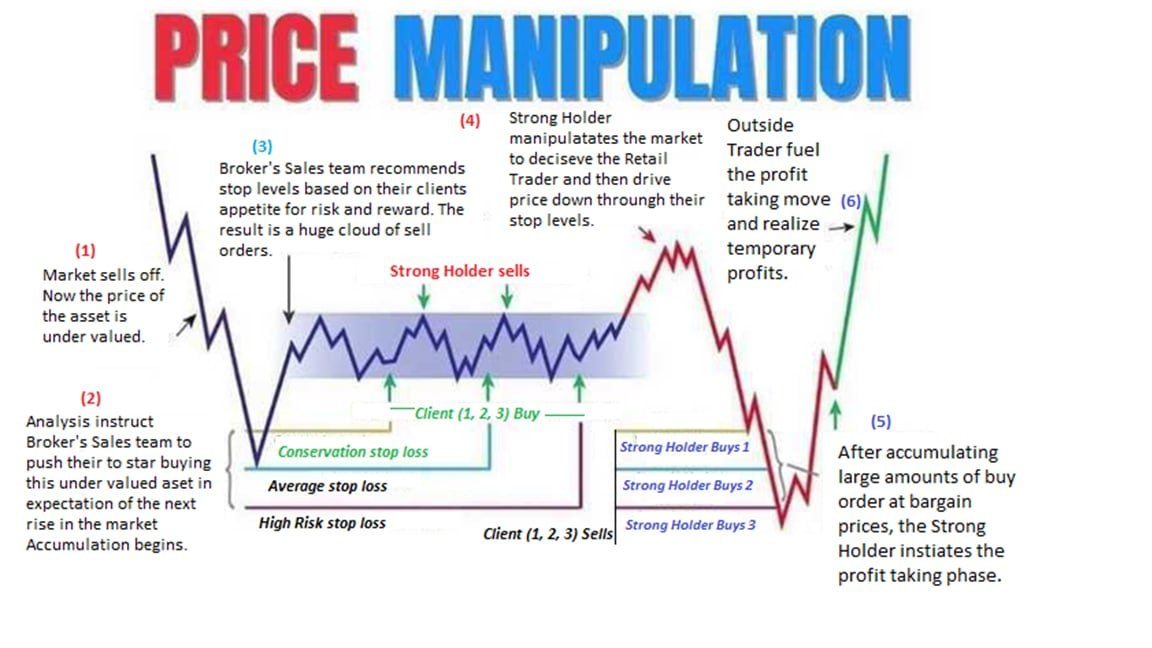 PRICE MANIPULATION
(1)
Market sells off.
Now the price of
the asset is
under valued.
(2)
Analysis instruct
Broker's Sales team to
push their to star buying
this under valued aset in
expectation of the next
rise in the market
Accumulation begins.
(3)
Broker's Sales team recommends
stop levels based on their clients
appetite for risk and reward. The
result is a huge cloud of sell
orders.
Strong Holder sells
(4)
Strong Holder
manipulatates the market
to deciseve the Retail
Trader and then drive
price down throungh their
stop levels.
Outside
Trader fuel
the profit
taking move (6)
and realize
temporary
profits.
Client (1, 2, 3) Buy
Conservation stop loss
Average stop loss
High Risk stop loss
Client (1, 2, 3) Sells
Strong Holder Buys 1
Strong Holder Buys 2
Strong Holder Buys 3
(5)
After accumulating
large amounts of buy
order at bargain
prices, the Strong
Holder instiates the
profit taking phase.